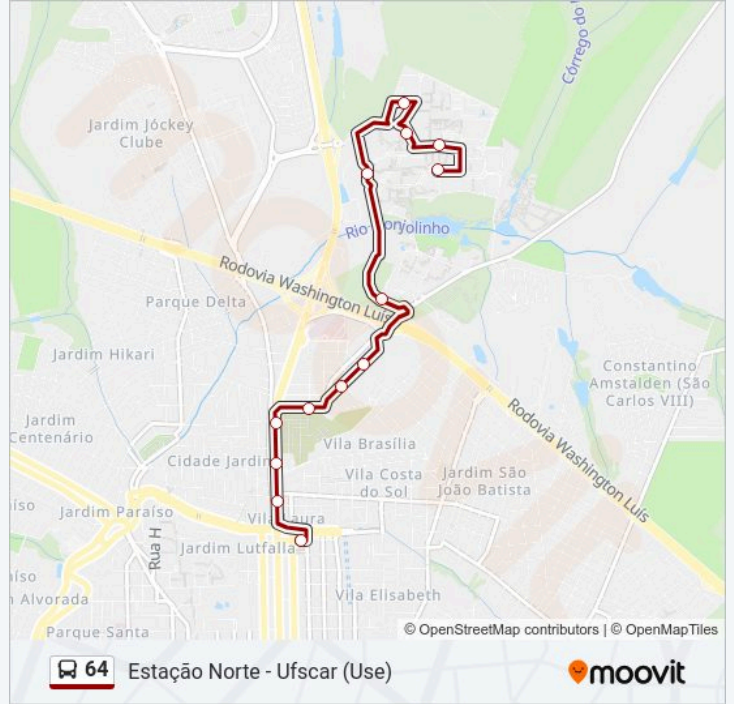 Córrego do
Jardim Jóckey
Clube
Rio Monjolinho
Rodovia Washington Luís
Parque Delta
Jardim Hikari
Constantino
Amstalden (São
Carlos VIII)
Jardim
Centenário
Rodovia Washington Luís
Vila Brasília
Cidade Jardim
Vila Costa
do Sol
Jardim São
João Batista
íso
Jardim Paraíso
Vila Laura
Rua H
Jardim Lutfalla
íso
n Alvorada
Vila Elisabeth
Parque Santa
© OpenStreetMap contributors | © OpenMapTiles
64
Estação Norte - Ufscar (Use)
moovit